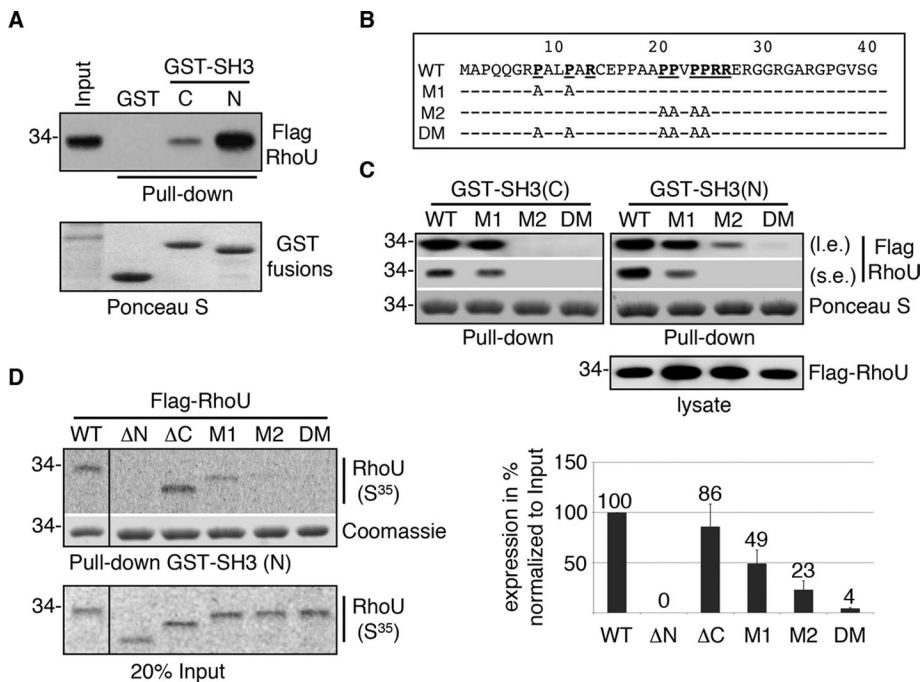 A
Input
GST
GST-SH3
C N
34-
Flag
RhoU
Pull-down
GST
fusions
Ponceau S
B
10 20 30 40
WT MAPQQGRPALPARCEPPAAPPVPPRRERGGRGARGPGVSG
M1 -------A--A-----------------------------
M2 -------------------AA-AA----------------
DM -------A--A--------AA-AA----------------
C
GST-SH3(C) GST-SH3(N)
WT M1 M2 DM WT M1 M2 DM
34- (l.e.)
34- (s.e.)
Flag
RhoU
34- Ponceau S
Pull-down Pull-down
34- Flag-RhoU
lysate
D
Flag-RhoU
WT ΔN ΔC M1 M2 DM
34- RhoU
(S³⁵)
34- Coomassie
Pull-down GST-SH3 (N)
34- RhoU
(S³⁵)
20% Input
expression in %
normalized to Input
150
100
50
100 0 86 49 23 4
WT ΔN ΔC M1 M2 DM